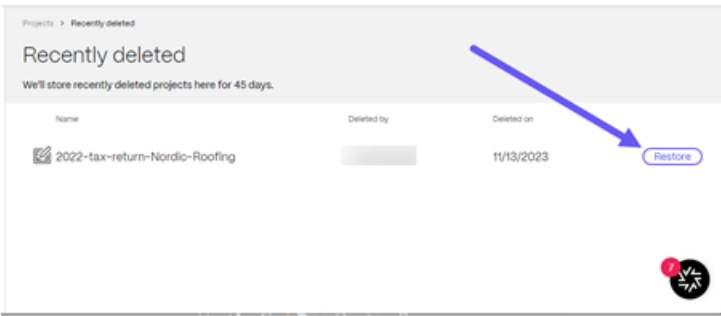 Projects > Recently deleted
Recently deleted
We'll store recently deleted projects here for 45 days.
Name Deleted by Deleted on
2022-tax-return-Nordic-Roofing 11/13/2023 Restore
7